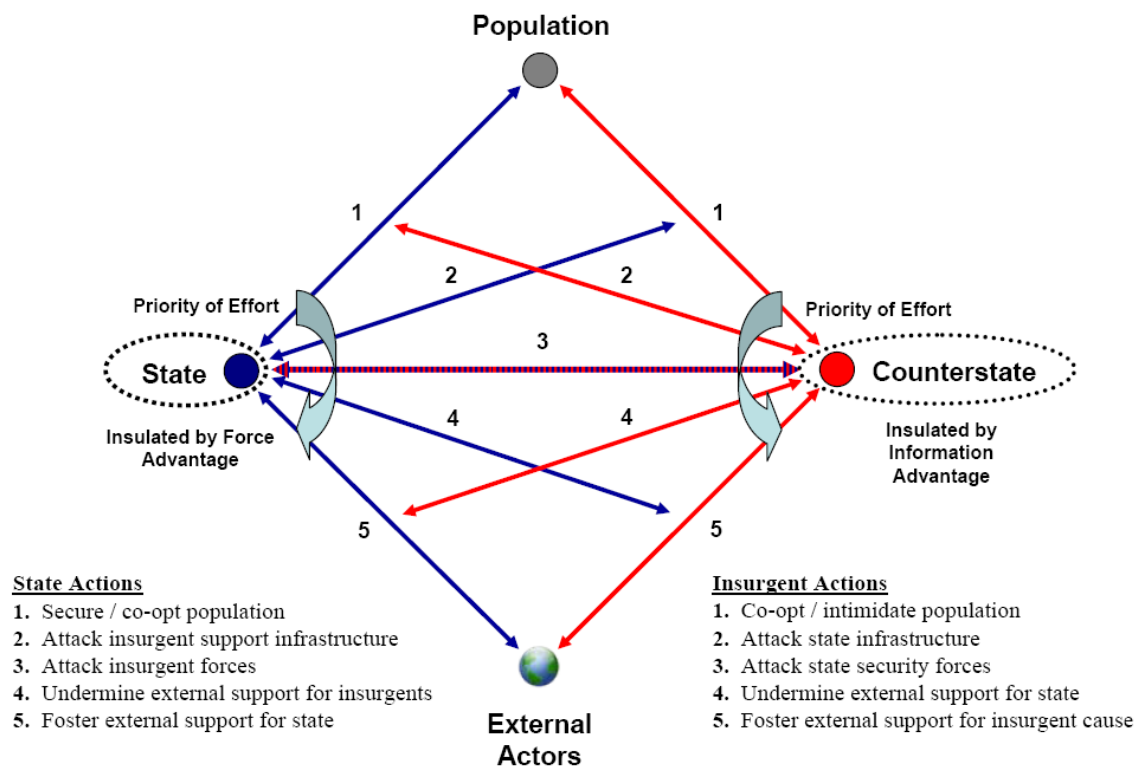 Population
1
1
2
2
Priority of Effort
Priority of Effort
3
State
Counterstate
Insulated by Force
Advantage
4
4
Insulated by
Information
Advantage
5
5
State Actions
1. Secure / co-opt population
2. Attack insurgent support infrastructure
3. Attack insurgent forces
4. Undermine external support for insurgents
5. Foster external support for state
Insurgent Actions
1. Co-opt / intimidate population
2. Attack state infrastructure
3. Attack state security forces
4. Undermine external support for state
5. Foster external support for insurgent cause
External
Actors